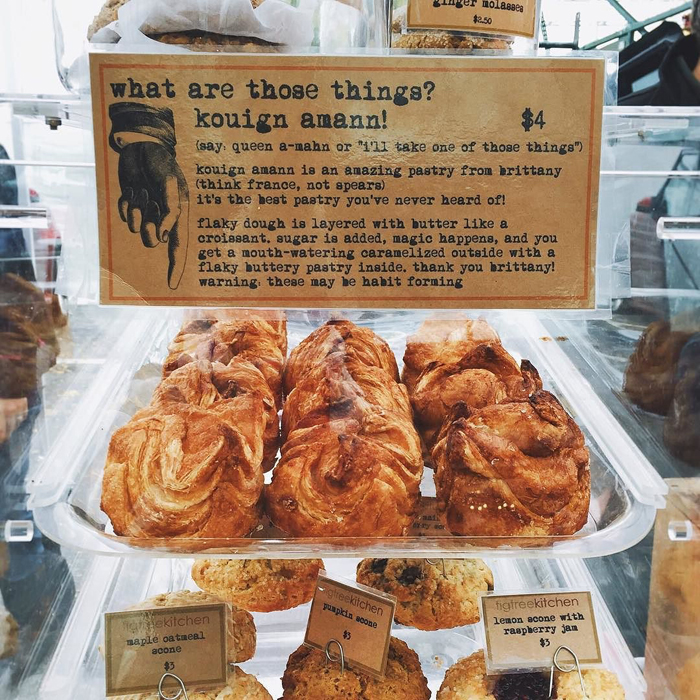 ginger molasses
$2.50
what are those things?
kouign amann! $4
(say, queen a-mahn or "i'll take one of those things")
kouign amann is an amazing pastry from brittany
(think france, not spears)
it's the best pastry you've never heard of!
flaky dough is layered with butter like a
croissant. sugar is added, magic happens, and you
get a mouth-watering caramelized outside with a
flaky buttery pastry inside. thank you brittany!
warning: these may be habit forming
figtreekitchen
maple oatmeal
scone
$3
figtreekitchen
pumpkin scone
$3
figtreekitchen
lemon scone with
raspberry jam
$3